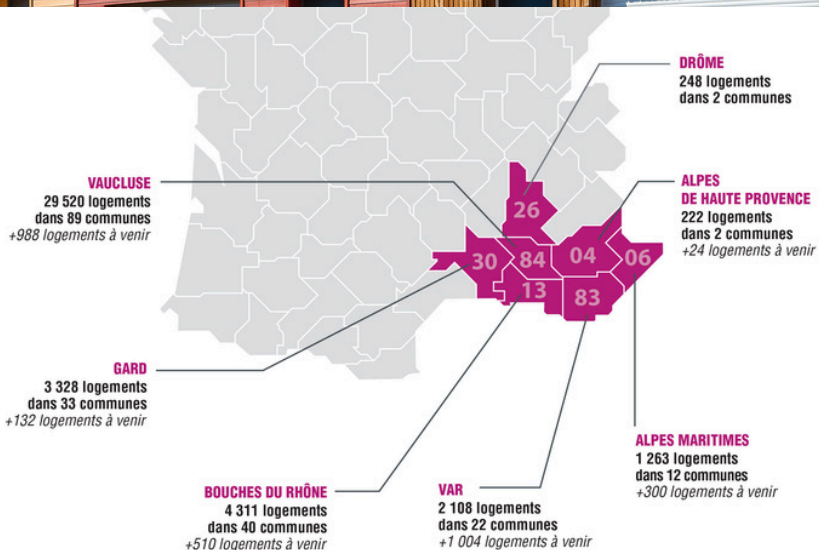 DRÔME
248 logements
dans 2 communes
VAUCLUSE
29 520 logements
dans 89 communes
+988 logements à venir
ALPES
DE HAUTE PROVENCE
222 logements
dans 2 communes
+24 logements à venir
26
30
84
04
06
13
83
GARD
3 328 logements
dans 33 communes
+132 logements à venir
ALPES MARITIMES
1 263 logements
dans 12 communes
+300 logements à venir
BOUCHES DU RHÔNE
4 311 logements
dans 40 communes
+510 logements à venir
VAR
2 108 logements
dans 22 communes
+1 004 logements à venir